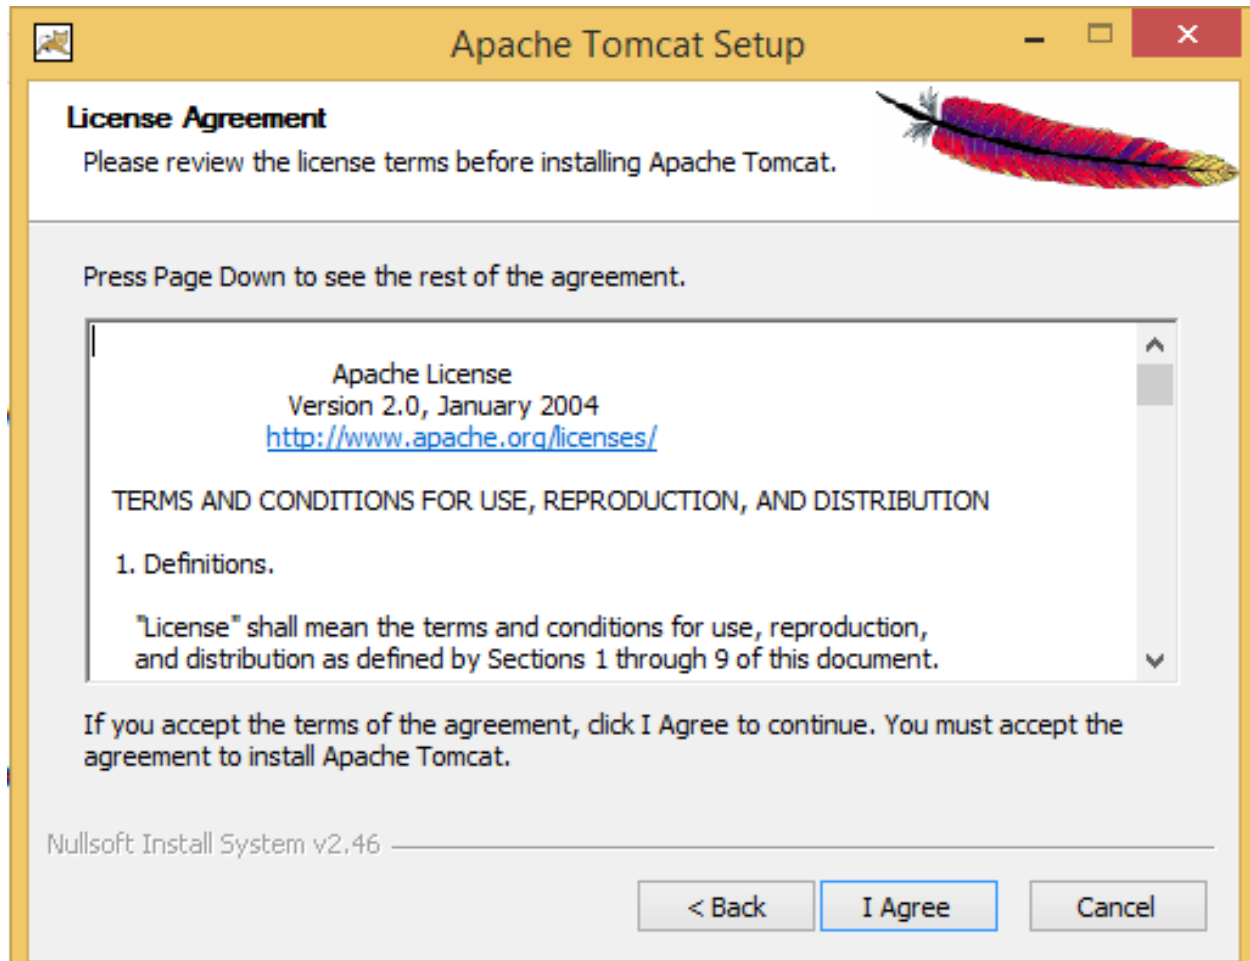 Apache Tomcat Setup
License Agreement
Please review the license terms before installing Apache Tomcat.
Press Page Down to see the rest of the agreement.
Apache License
Version 2.0, January 2004
http://www.apache.org/licenses/
TERMS AND CONDITIONS FOR USE, REPRODUCTION, AND DISTRIBUTION
1. Definitions.
"License" shall mean the terms and conditions for use, reproduction,
and distribution as defined by Sections 1 through 9 of this document.
If you accept the terms of the agreement, click I Agree to continue. You must accept the
agreement to install Apache Tomcat.
Nullsoft Install System v2.46
< Back I Agree Cancel